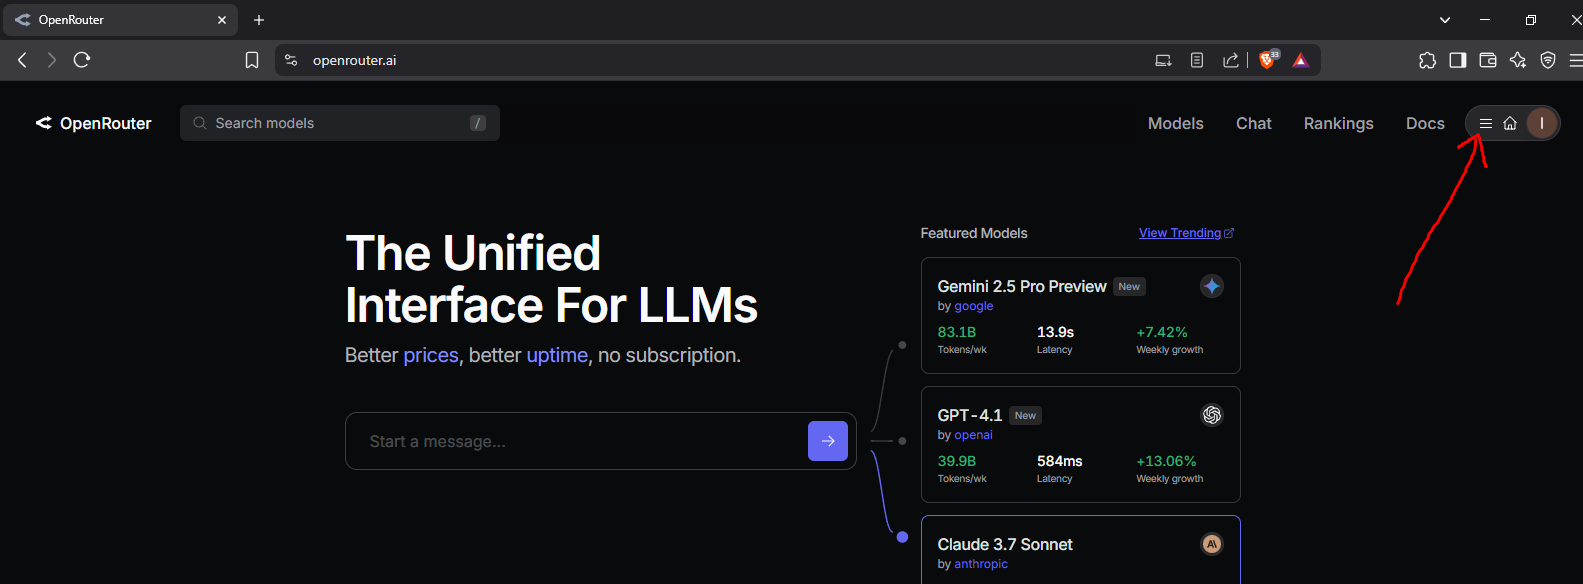 OpenRouter
openrouter.ai
33
OpenRouter
Search models
/
Models
Chat
Rankings
Docs
I
The Unified
Interface For LLMs
Better prices, better uptime, no subscription.
Start a message...
Featured Models
View Trending
Gemini 2.5 Pro Preview New
by google
83.1B 13.9s +7.42%
Tokens/wk Latency Weekly growth
GPT-4.1 New
by openai
39.9B 584ms +13.06%
Tokens/wk Latency Weekly growth
Claude 3.7 Sonnet
AI
by anthropic